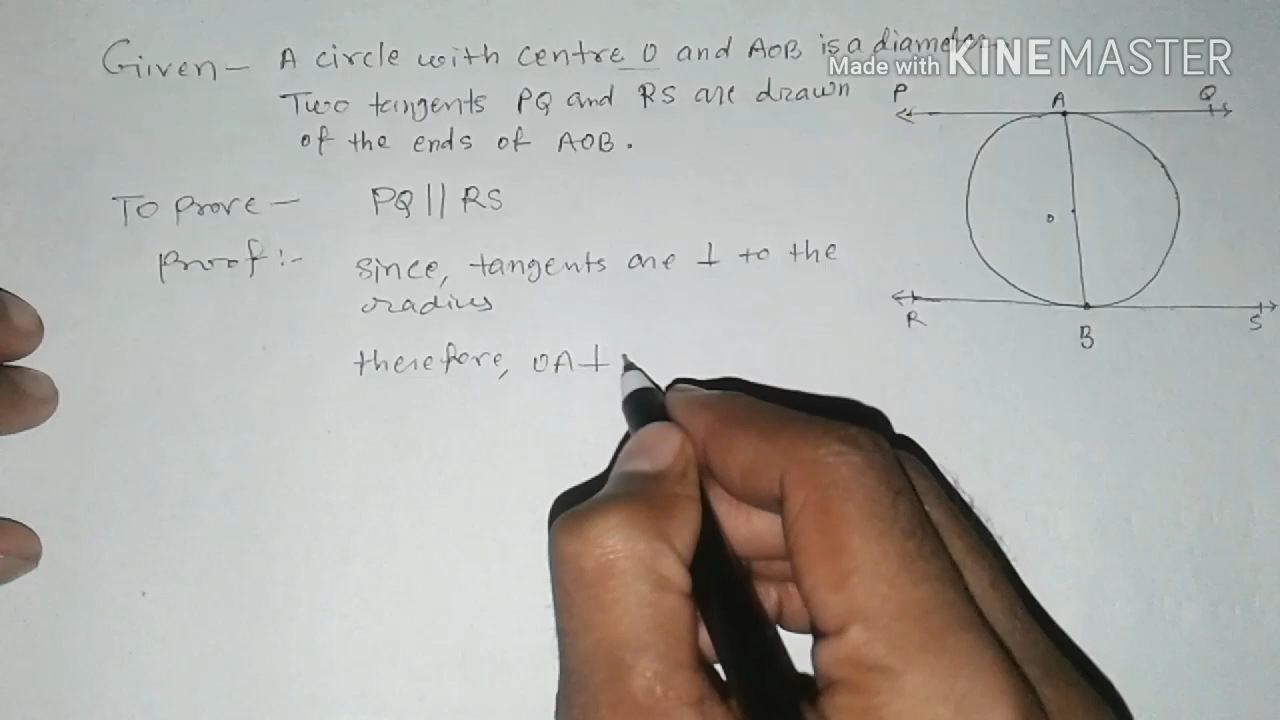 Given- A circle with centre O and AOB is a diameter
Made with KINEMASTER
Two tangents PQ and RS are drawn
of the ends of AOB.
To prove- PQ || RS
proof:- since, tangents are ⊥ to the
radius
therefore, OA ⊥
P A Q
O
R B S